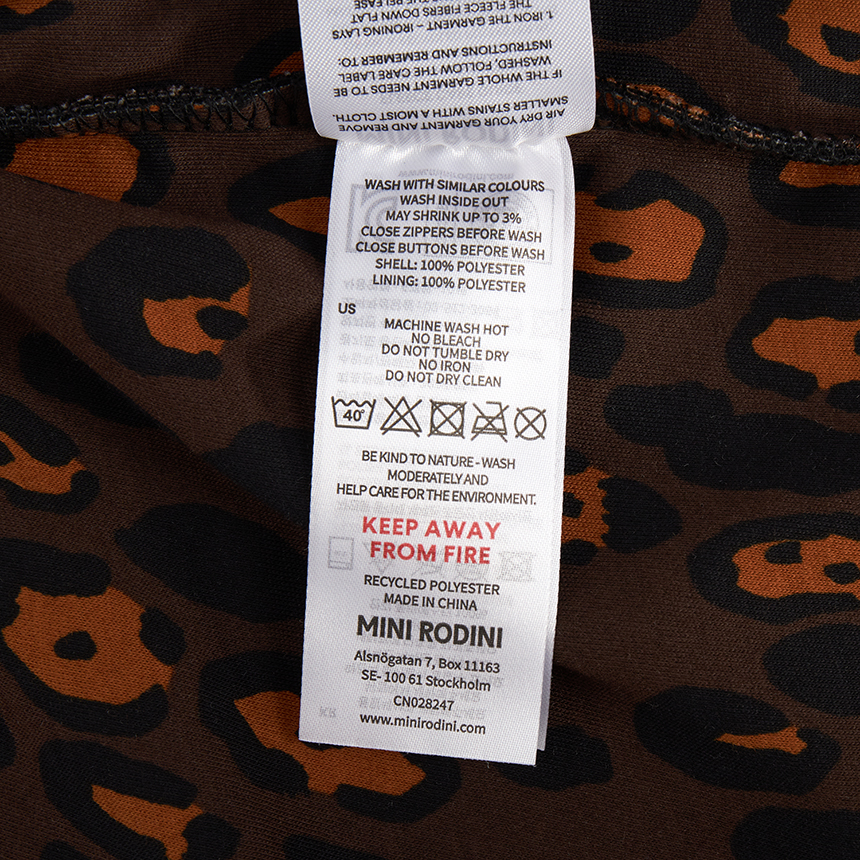 AIR DRY YOUR GARMENT AND REMOVE
SMALLER STAINS WITH A MOIST CLOTH.
IF THE WHOLE GARMENT NEEDS TO BE
WASHED, FOLLOW THE CARE LABEL
INSTRUCTIONS AND REMEMBER TO:
1. IRON THE GARMENT – IRONING LAYS
THE FLEECE FIBERS DOWN FLAT
WASH WITH SIMILAR COLOURS
WASH INSIDE OUT
MAY SHRINK UP TO 3%
CLOSE ZIPPERS BEFORE WASH
CLOSE BUTTONS BEFORE WASH
SHELL: 100% POLYESTER
LINING: 100% POLYESTER
US
MACHINE WASH HOT
NO BLEACH
DO NOT TUMBLE DRY
NO IRON
DO NOT DRY CLEAN
40°
BE KIND TO NATURE - WASH
MODERATELY AND
HELP CARE FOR THE ENVIRONMENT.
KEEP AWAY
FROM FIRE
RECYCLED POLYESTER
MADE IN CHINA
MINI RODINI
Alsnögatan 7, Box 11163
SE- 100 61 Stockholm
CN028247
www.minirodini.com